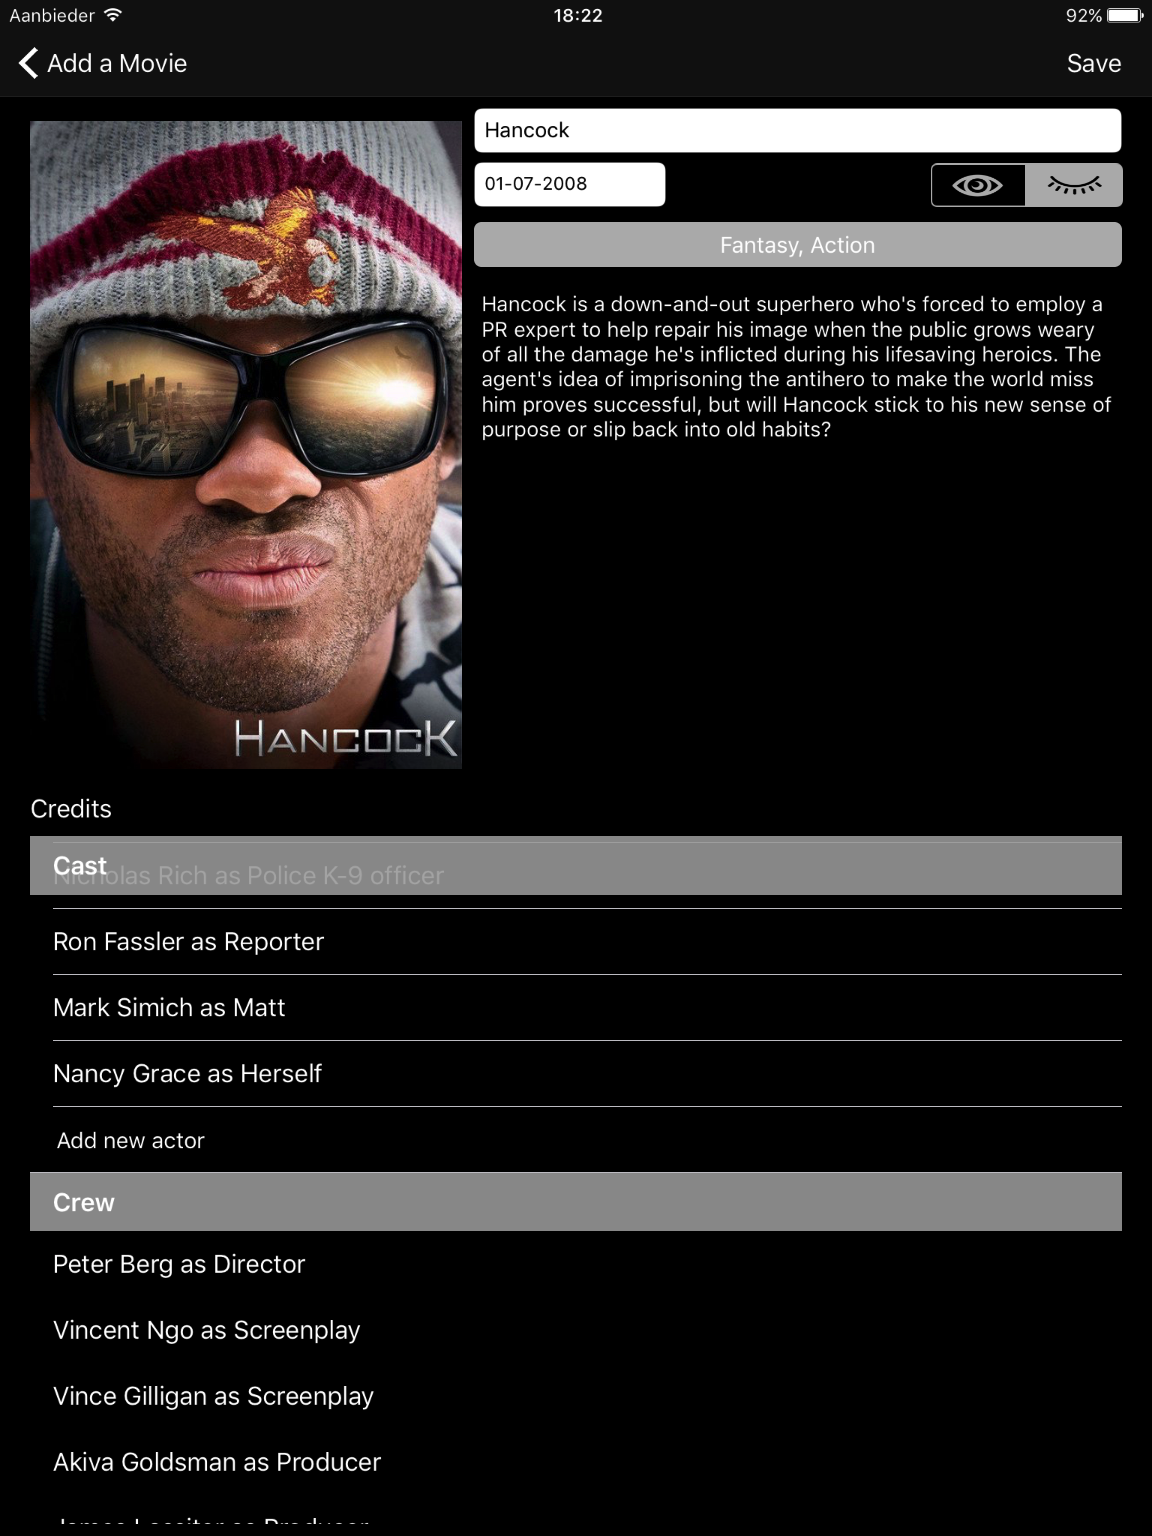 Aanbieder 18:22 92%
Add a Movie Save
Hancock
01-07-2008
Fantasy, Action
Hancock is a down-and-out superhero who's forced to employ a
PR expert to help repair his image when the public grows weary
of all the damage he's inflicted during his lifesaving heroics. The
agent's idea of imprisoning the antihero to make the world miss
him proves successful, but will Hancock stick to his new sense of
purpose or slip back into old habits?
HANCOCK
Credits
Cast
Nicholas Rich as Police K-9 officer
Ron Fassler as Reporter
Mark Simich as Matt
Nancy Grace as Herself
Add new actor
Crew
Peter Berg as Director
Vincent Ngo as Screenplay
Vince Gilligan as Screenplay
Akiva Goldsman as Producer
James Lassiter as Producer